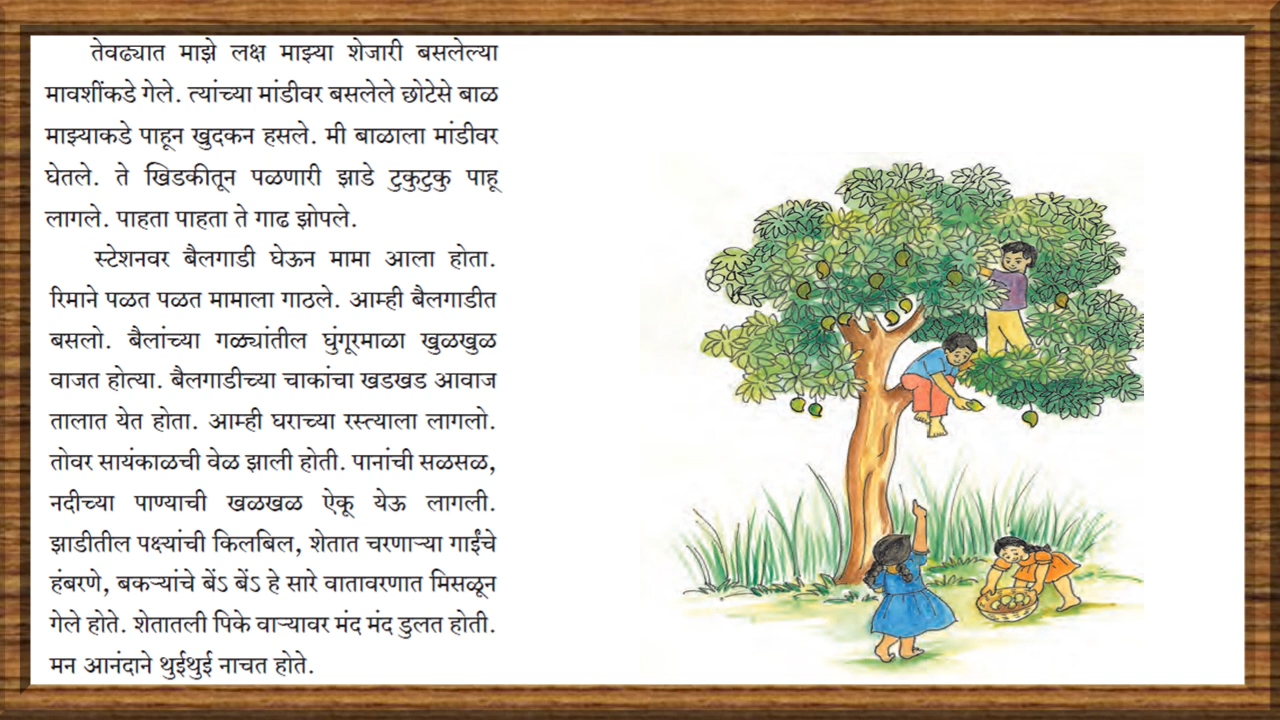 तेवढ्यात माझे लक्ष माझ्या शेजारी बसलेल्या
मावशींकडे गेले. त्यांच्या मांडीवर बसलेले छोटेसे बाळ
माझ्याकडे पाहून खुदकन हसले. मी बाळाला मांडीवर
घेतले. ते खिडकीतून पळणारी झाडे टुकुटुकु पाहू
लागले. पाहता पाहता ते गाढ झोपले.
स्टेशनवर बैलगाडी घेऊन मामा आला होता.
रिमाने पळत पळत मामाला गाठले. आम्ही बैलगाडीत
बसलो. बैलांच्या गळ्यांतील घुंगूरमाळा खुळखुळ
वाजत होत्या. बैलगाडीच्या चाकांचा खडखड आवाज
तालात येत होता. आम्ही घराच्या रस्त्याला लागलो.
तोवर सायंकाळची वेळ झाली होती. पानांची सळसळ,
नदीच्या पाण्याची खळखळ ऐकू येऊ लागली.
झाडीतील पक्ष्यांची किलबिल, शेतात चरणाऱ्या गाईंचे
हंबरणे, बकऱ्यांचे बेंऽ बेंऽ हे सारे वातावरणात मिसळून
गेले होते. शेतातली पिके वाऱ्यावर मंद मंद डुलत होती.
मन आनंदाने थुईथुई नाचत होते.